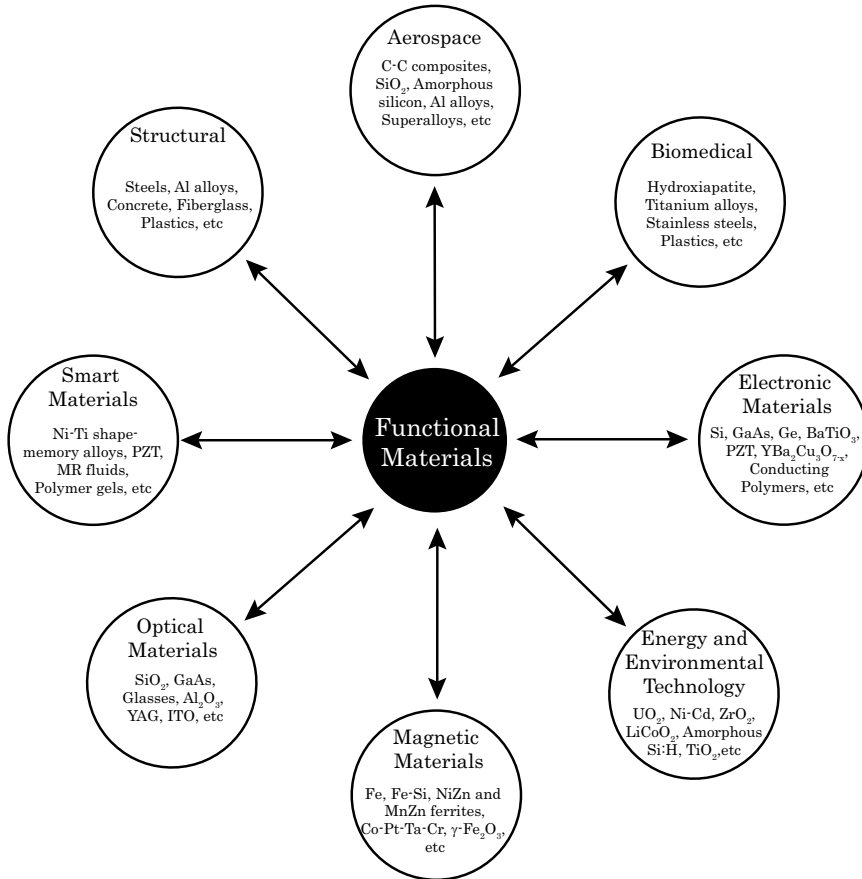 Aerospace
C-C composites,
SiO₂, Amorphous
silicon, Al alloys,
Superalloys, etc
Structural
Steels, Al alloys,
Concrete, Fiberglass,
Plastics, etc
Biomedical
Hydroxiapatite,
Titanium alloys,
Stainless steels,
Plastics, etc
Smart
Materials
Ni-Ti shape-
memory alloys, PZT,
MR fluids,
Polymer gels, etc
Functional
Materials
Electronic
Materials
Si, GaAs, Ge, BaTiO₃,
PZT, YBa₂Cu₃O₇₋ₓ,
Conducting
Polymers, etc
Optical
Materials
SiO₂, GaAs,
Glasses, Al₂O₃,
YAG, ITO, etc
Energy and
Environmental
Technology
UO₂, Ni-Cd, ZrO₂,
LiCoO₂, Amorphous
Si:H, TiO₂,etc
Magnetic
Materials
Fe, Fe-Si, NiZn and
MnZn ferrites,
Co-Pt-Ta-Cr, γ-Fe₂O₃,
etc